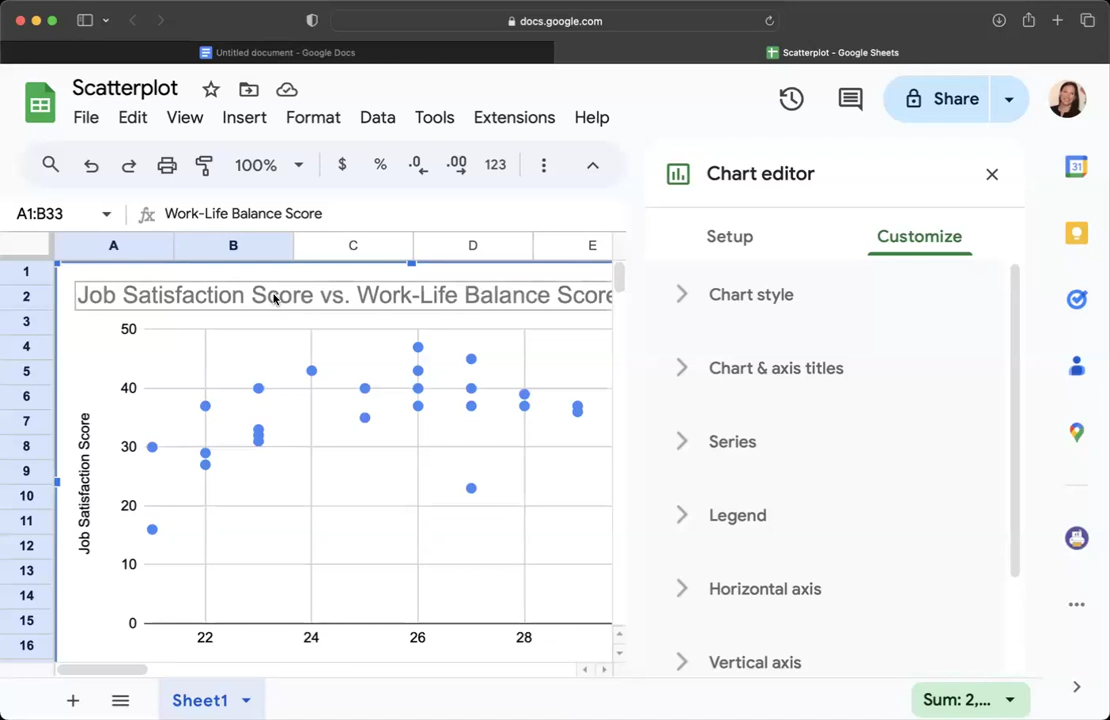 docs.google.com
Untitled document - Google Docs
Scatterplot - Google Sheets
Scatterplot
File Edit View Insert Format Data Tools Extensions Help
Share
100% $ % .0 .00 123
Chart editor
A1:B33 fx Work-Life Balance Score
Setup Customize
A B C D E
1
2
3
4
5
6
7
8
9
10
11
12
13
14
15
16
Job Satisfaction Score vs. Work-Life Balance Score
50
40
30
20
10
0
Job Satisfaction Score
22 24 26 28
Chart style
Chart & axis titles
Series
Legend
Horizontal axis
Vertical axis
31
Sheet1
Sum: 2,...